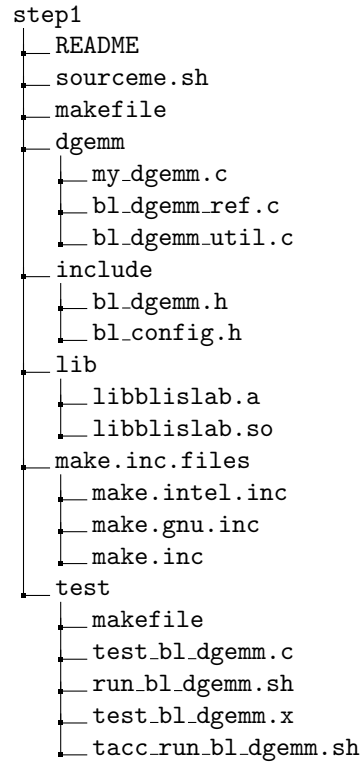 step1
README
sourceme.sh
makefile
dgemm
my_dgemm.c
bl_dgemm_ref.c
bl_dgemm_util.c
include
bl_dgemm.h
bl_config.h
lib
libblislab.a
libblislab.so
make.inc.files
make.intel.inc
make.gnu.inc
make.inc
test
makefile
test_bl_dgemm.c
run_bl_dgemm.sh
test_bl_dgemm.x
tacc_run_bl_dgemm.sh